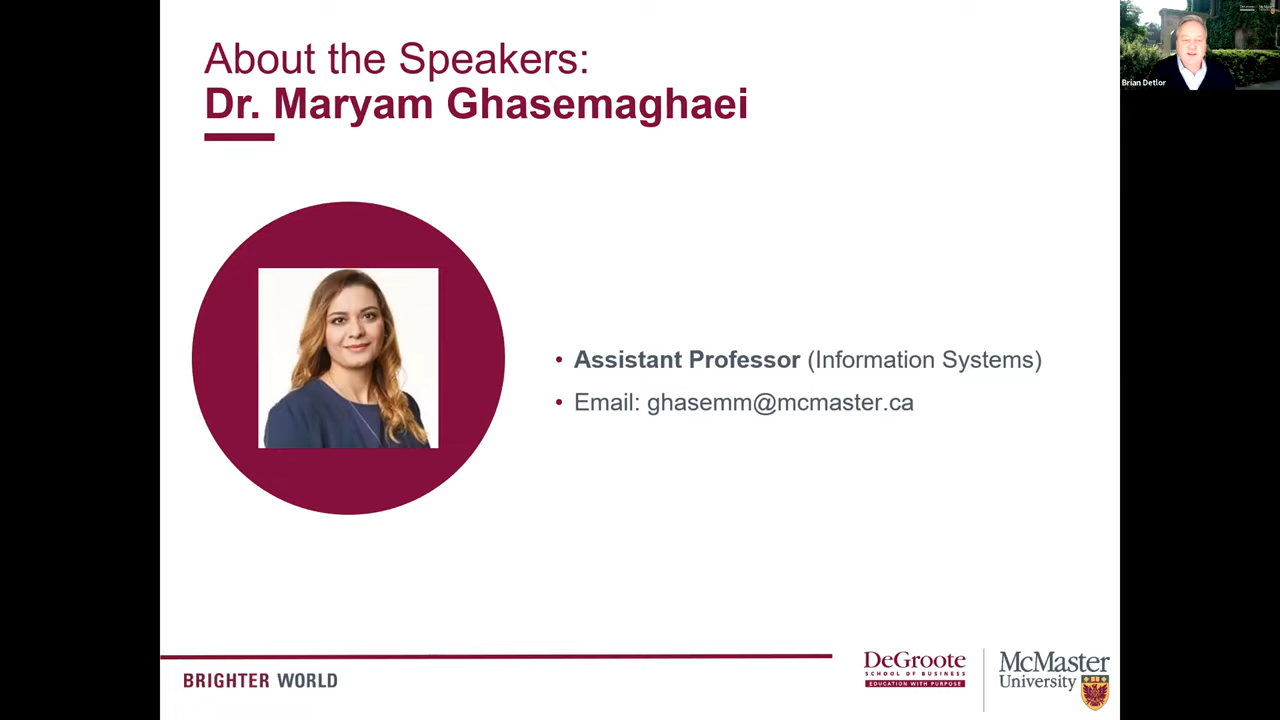 About the Speakers:
Dr. Maryam Ghasemaghaei
Brian Detlor
• Assistant Professor (Information Systems)
• Email: ghasemm@mcmaster.ca
BRIGHTER WORLD
DeGroote
SCHOOL OF BUSINESS
EDUCATION WITH PURPOSE
McMaster
University